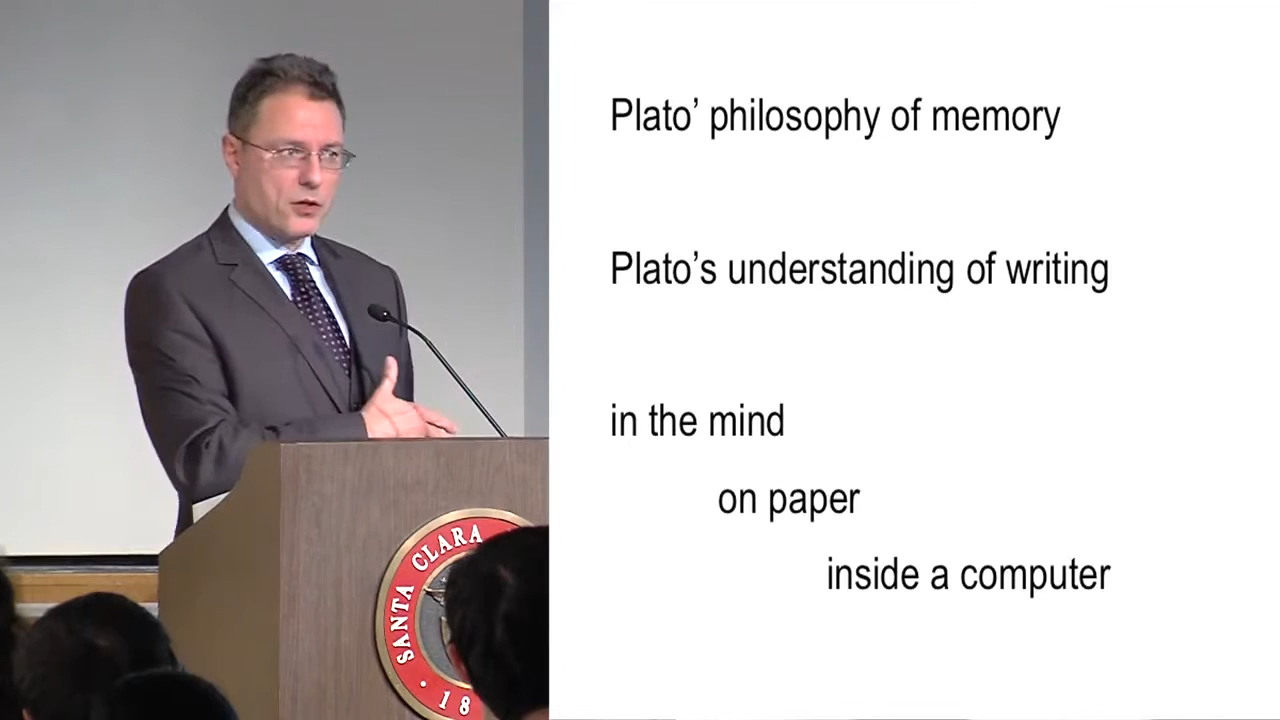 Plato’ philosophy of memory
Plato’s understanding of writing
in the mind
on paper
inside a computer
SANTA CLARA
· 18